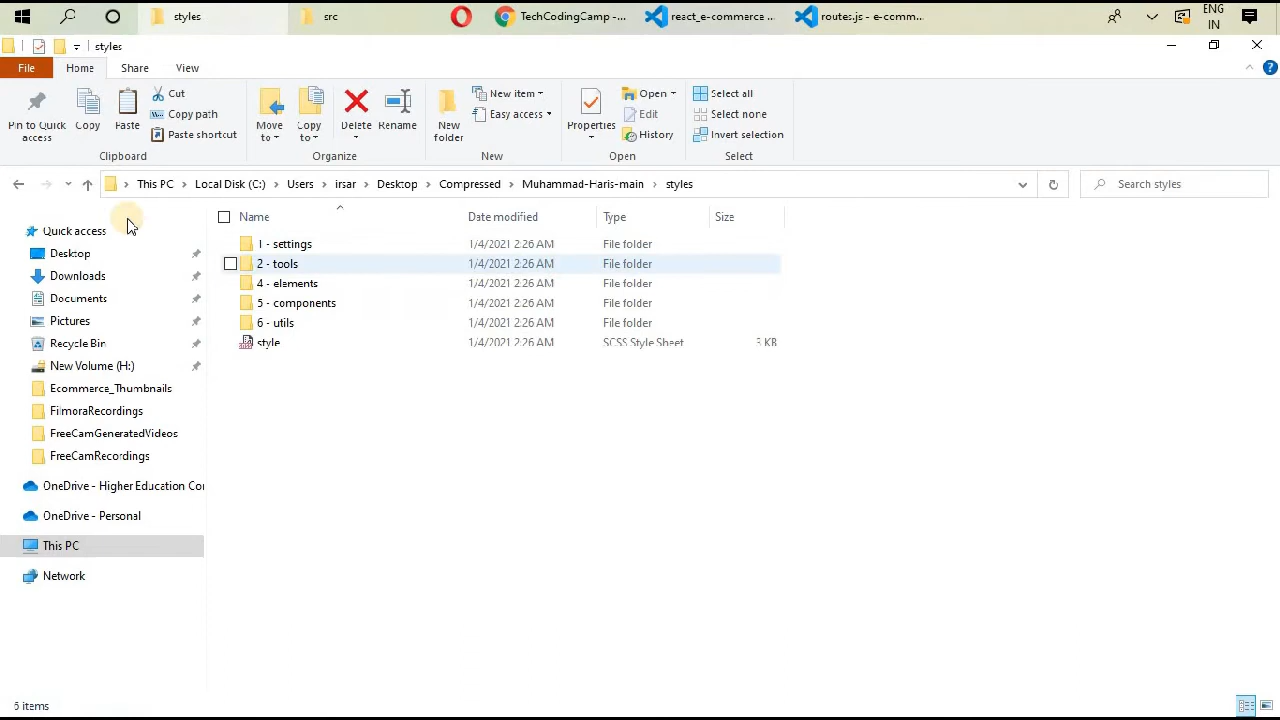 styles
src
TechCodingCamp -...
react_e-commerce ...
routes.js - e-comm...
ENG
IN
styles
File
Home
Share
View
Pin to Quick
access
Copy
Paste
Cut
Copy path
Paste shortcut
Clipboard
Move
to
Copy
to
Delete
Rename
Organize
New
folder
New item
Easy access
New
Properties
Open
Edit
History
Open
Select all
Select none
Invert selection
Select
This PC
Local Disk (C:)
Users
irsar
Desktop
Compressed
Muhammad-Haris-main
styles
Search styles
Name
Date modified
Type
Size
1 - settings 1/4/2021 2:26 AM File folder
2 - tools 1/4/2021 2:26 AM File folder
4 - elements 1/4/2021 2:26 AM File folder
5 - components 1/4/2021 2:26 AM File folder
6 - utils 1/4/2021 2:26 AM File folder
style 1/4/2021 2:26 AM SCSS Style Sheet 3 KB
Quick access
Desktop
Downloads
Documents
Pictures
Recycle Bin
New Volume (H:)
Ecommerce_Thumbnails
FilmoraRecordings
FreeCamGeneratedVideos
FreeCamRecordings
OneDrive - Higher Education Cor
OneDrive - Personal
This PC
Network
6 items